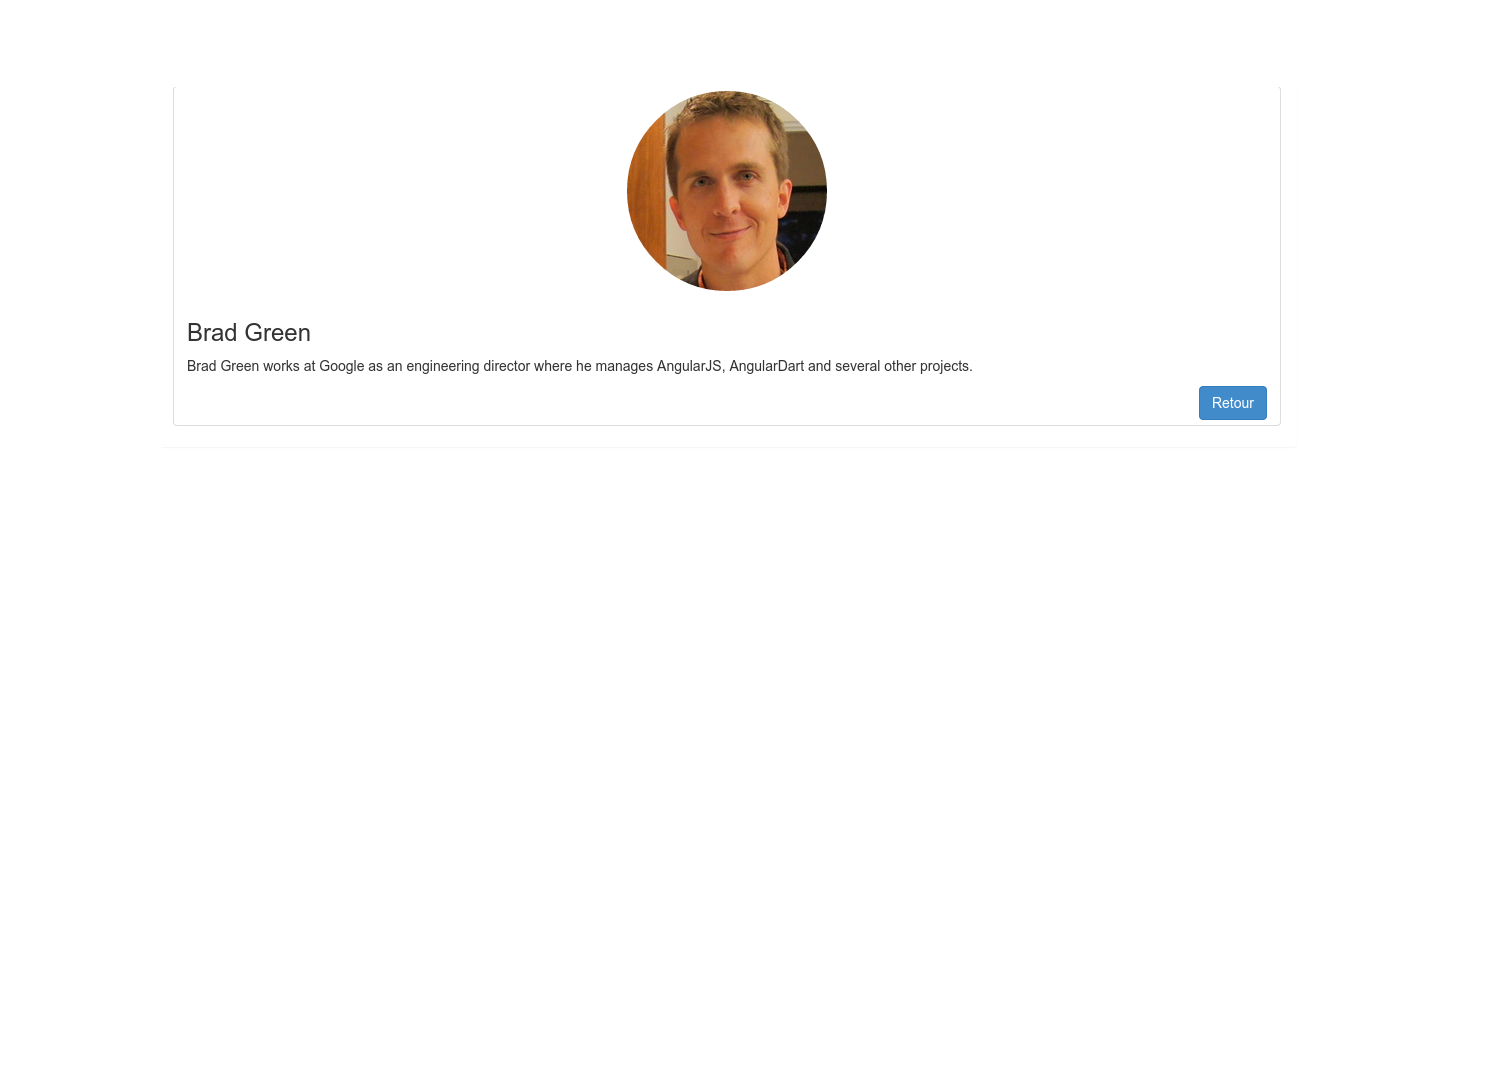 Brad Green
Brad Green works at Google as an engineering director where he manages AngularJS, AngularDart and several other projects.
Retour